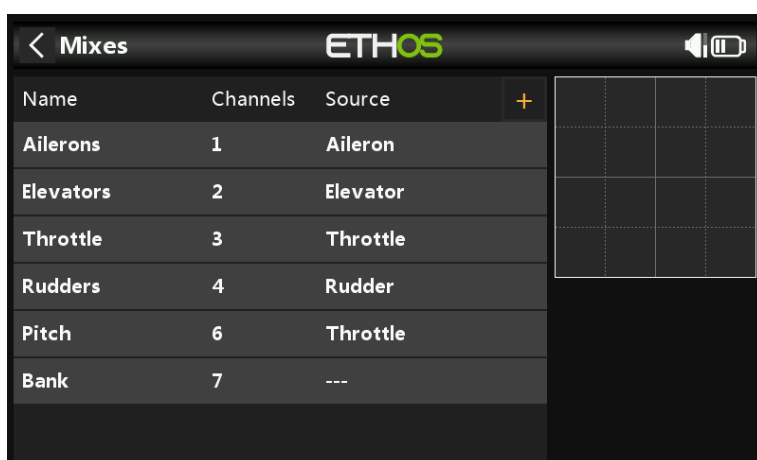 Mixes ETHOS
Name Channels Source +
Ailerons 1 Aileron
Elevators 2 Elevator
Throttle 3 Throttle
Rudders 4 Rudder
Pitch 6 Throttle
Bank 7 ---